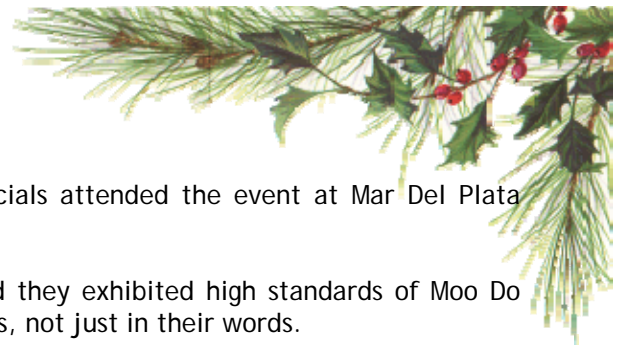 cials attended the event at Mar Del Plata
d they exhibited high standards of Moo Do
s, not just in their words.